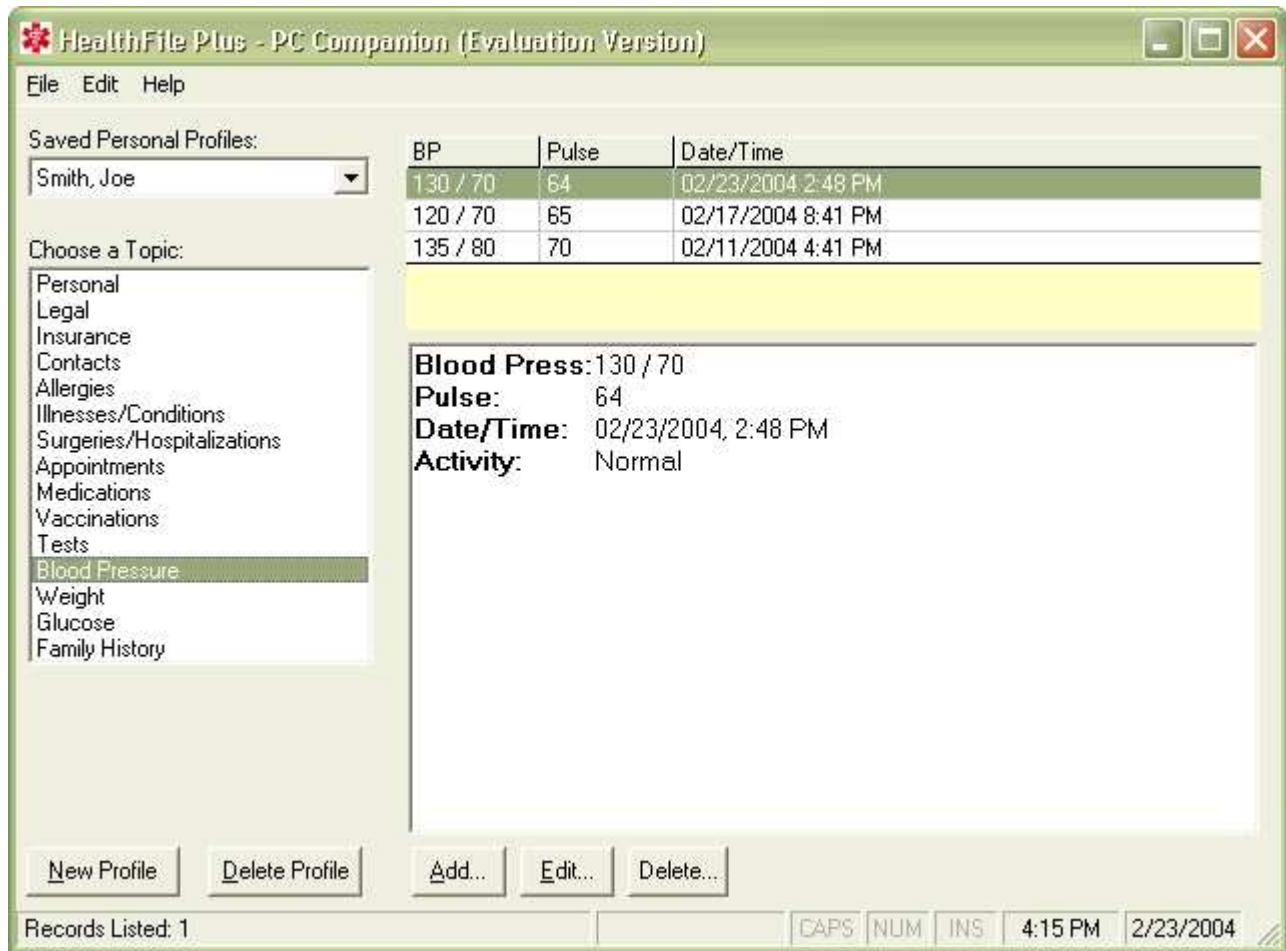 HealthFile Plus - PC Companion (Evaluation Version)
File Edit Help
Saved Personal Profiles:
Smith, Joe
Choose a Topic:
Personal
Legal
Insurance
Contacts
Allergies
Illnesses/Conditions
Surgeries/Hospitalizations
Appointments
Medications
Vaccinations
Tests
Blood Pressure
Weight
Glucose
Family History
BP Pulse Date/Time
130 / 70 64 02/23/2004 2:48 PM
120 / 70 65 02/17/2004 8:41 PM
135 / 80 70 02/11/2004 4:41 PM
Blood Press: 130 / 70
Pulse: 64
Date/Time: 02/23/2004, 2:48 PM
Activity: Normal
New Profile Delete Profile Add... Edit... Delete...
Records Listed: 1 CAPS NUM INS 4:15 PM 2/23/2004